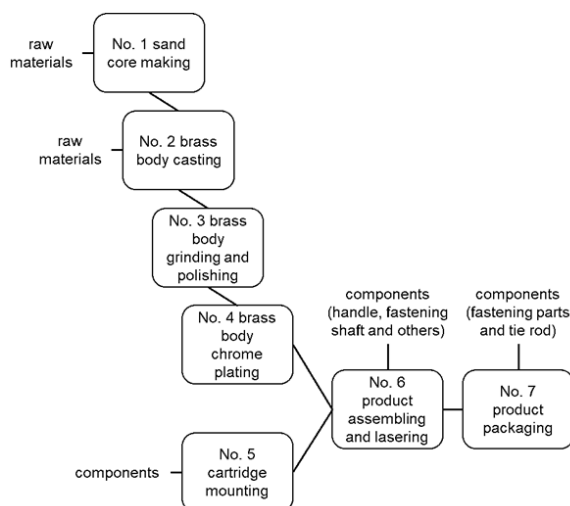 raw
materials
No. 1 sand
core making
raw
materials
No. 2 brass
body casting
No. 3 brass
body
grinding and
polishing
No. 4 brass
body
chrome
plating
components
(handle, fastening
shaft and others)
components
(fastening parts
and tie rod)
No. 6
product
assembling
and lasering
No. 7
product
packaging
components
No. 5
cartridge
mounting